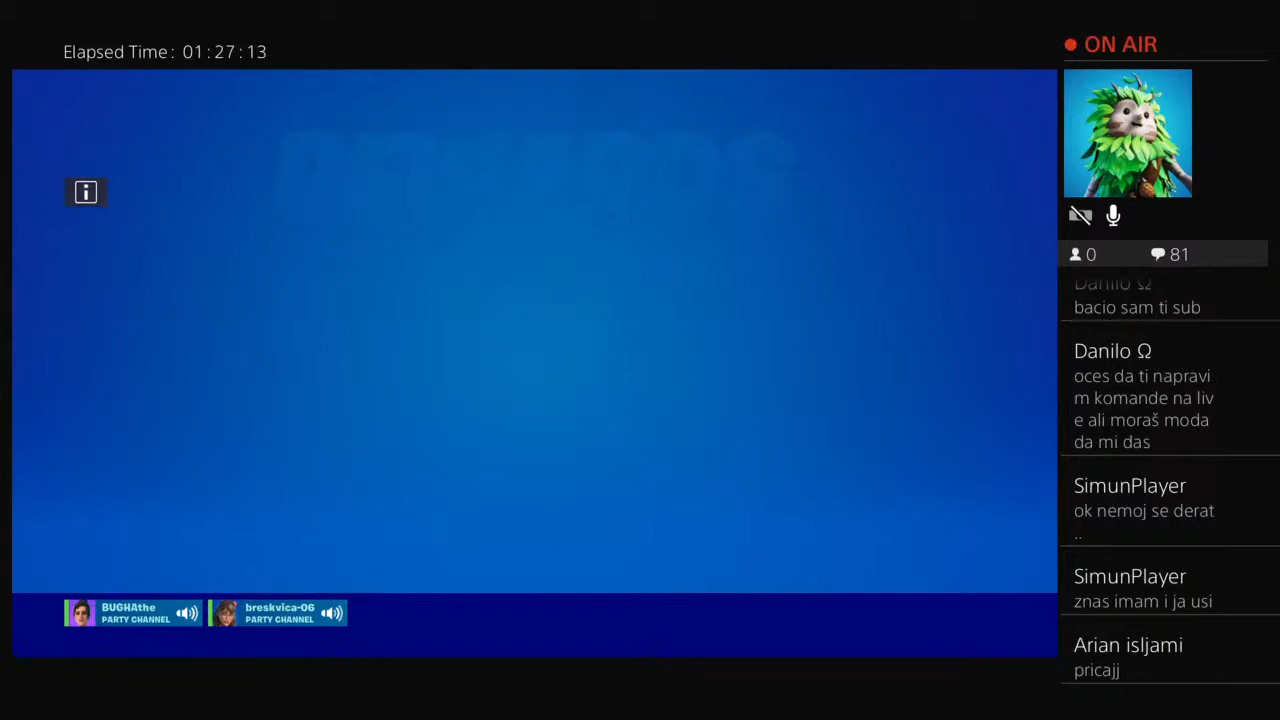 Elapsed Time: 01:27:13
ON AIR
0
81
Danilo Ω
bacio sam ti sub
Danilo Ω
oces da ti napravi
m komande na liv
e ali moraš moda
da mi das
SimunPlayer
ok nemoj se derat
..
SimunPlayer
znas imam i ja usi
Arian isljami
pricajj
BUGHAthe
PARTY CHANNEL
breskvica-06
PARTY CHANNEL